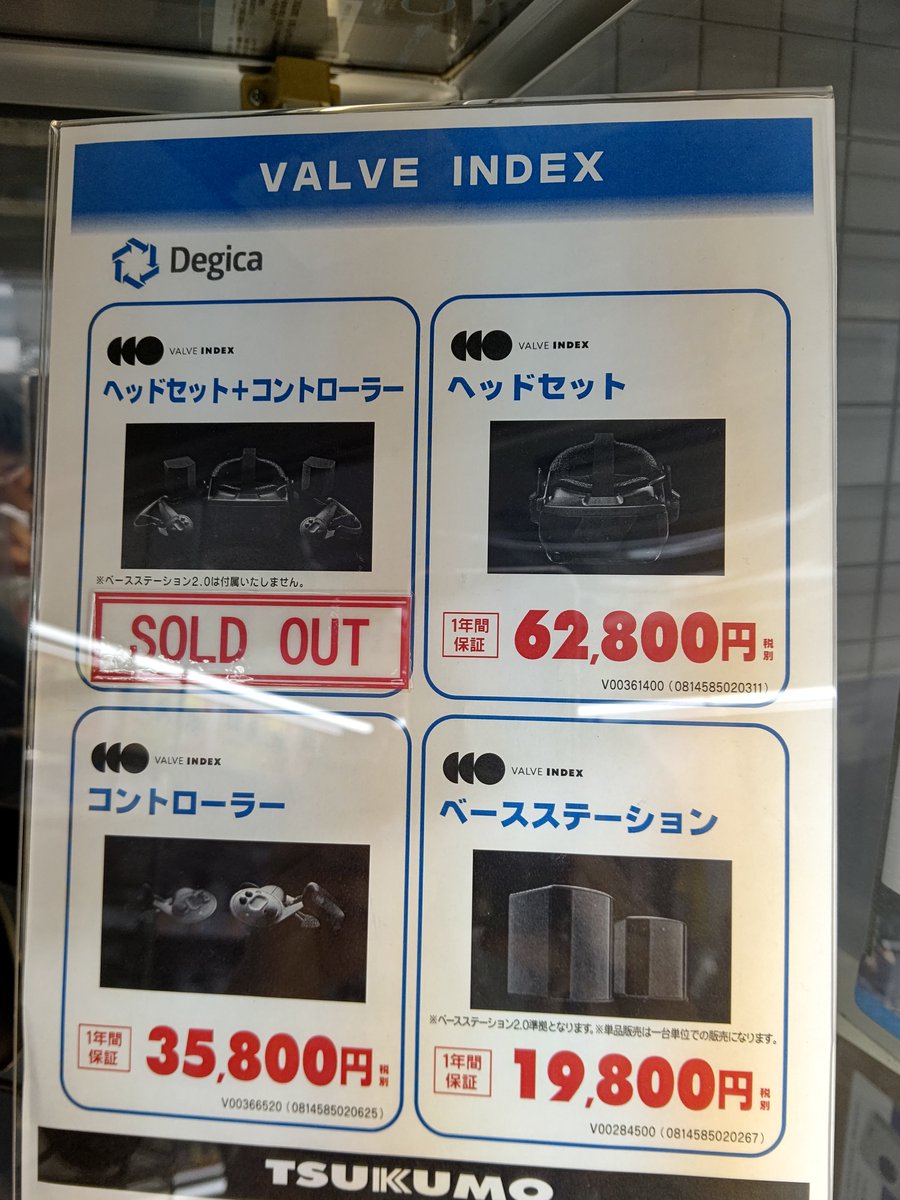 VALVE INDEX
Degica
VALVE INDEX
ヘッドセット+コントローラー
※ベースステーション2.0は付属いたしません。
SOLD OUT
VALVE INDEX
ヘッドセット
1年間
保証
62,800円
税別
V00361400 (0814585020311)
VALVE INDEX
コントローラー
1年間
保証
35,800円
税別
V00366520 (0814585020625)
VALVE INDEX
ベースステーション
※ベースステーション2.0準拠となります。※単品販売は一台単位での販売になります。
1年間
保証
19,800円
税別
V00284500 (0814585020267)
TSUKUMO